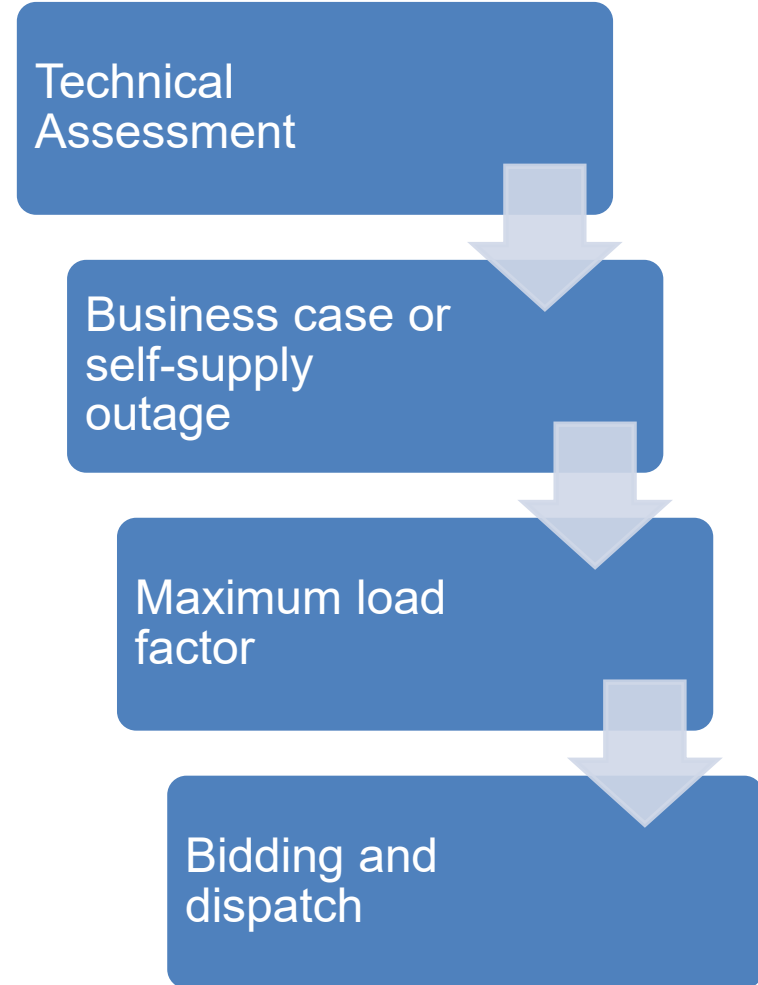 Technical
Assessment
Business case or
self-supply
outage
Maximum load
factor
Bidding and
dispatch